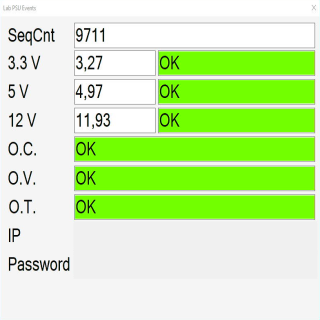 Lab PSU Events X
SeqCnt 9711
3.3 V 3,27 OK
5 V 4,97 OK
12 V 11,93 OK
O.C. OK
O.V. OK
O.T. OK
IP
Password